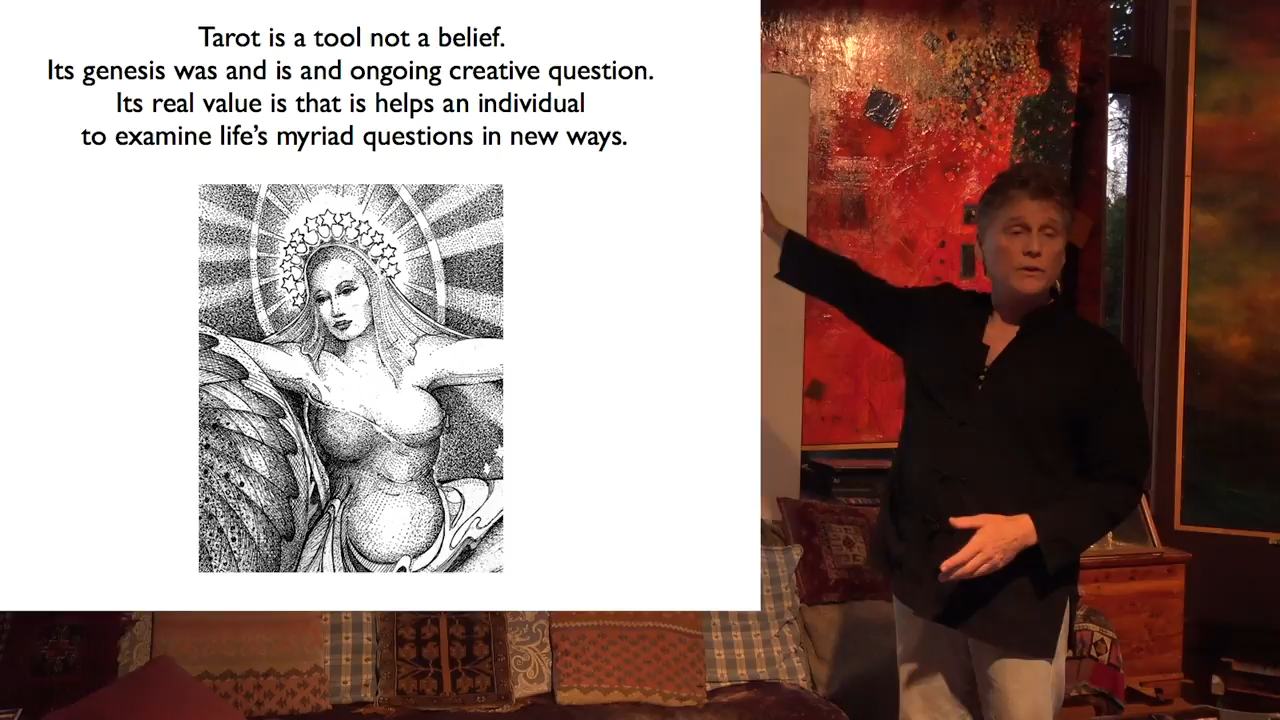 Tarot is a tool not a belief.
Its genesis was and is and ongoing creative question.
Its real value is that is helps an individual
to examine life's myriad questions in new ways.